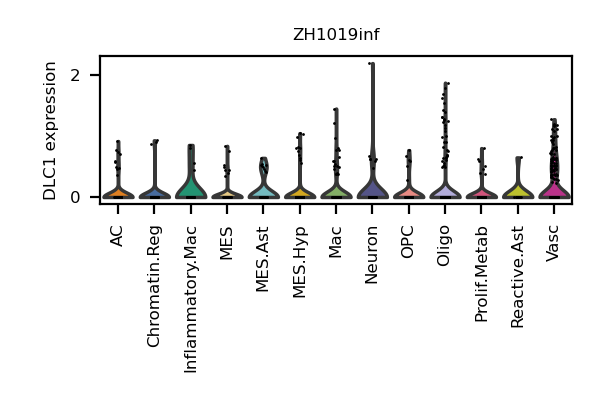 ZH1019inf
DLC1 expression
2
0
AC
Chromatin.Reg
Inflammatory.Mac
MES
MES.Ast
MES.Hyp
Mac
Neuron
OPC
Oligo
Prolif.Metab
Reactive.Ast
Vasc